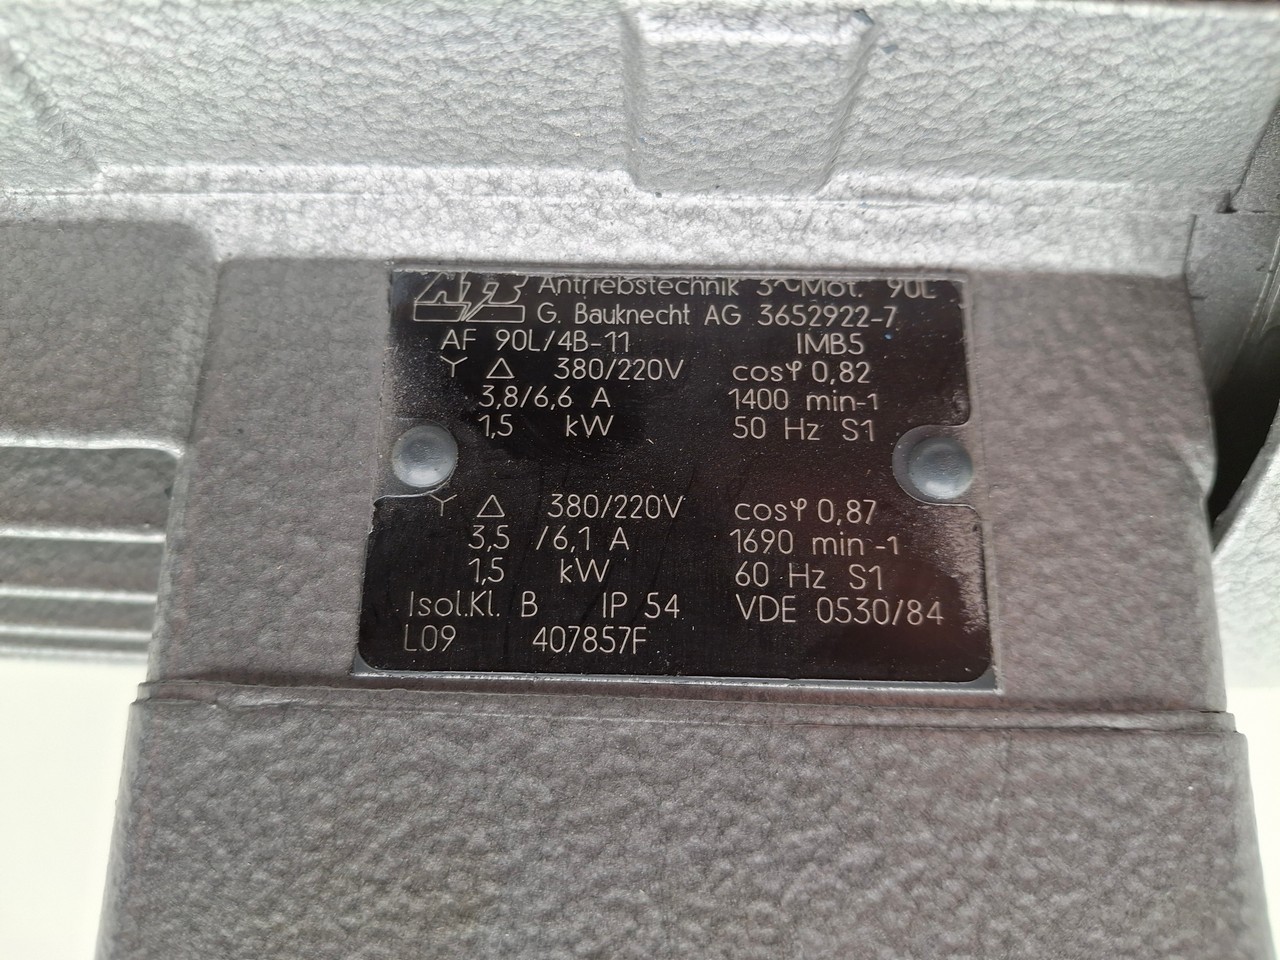 ATB Antriebstechnik 3~Mot. 90L
G. Bauknecht AG 3652922-7
AF 90L/4B-11 IMB5
Y △ 380/220V cosφ 0,82
3,8/6,6 A 1400 min-1
1,5 kW 50 Hz S1
Y △ 380/220V cosφ 0,87
3,5 /6,1 A 1690 min-1
1,5 kW 60 Hz S1
Isol.Kl. B IP 54 VDE 0530/84
L09 407857F